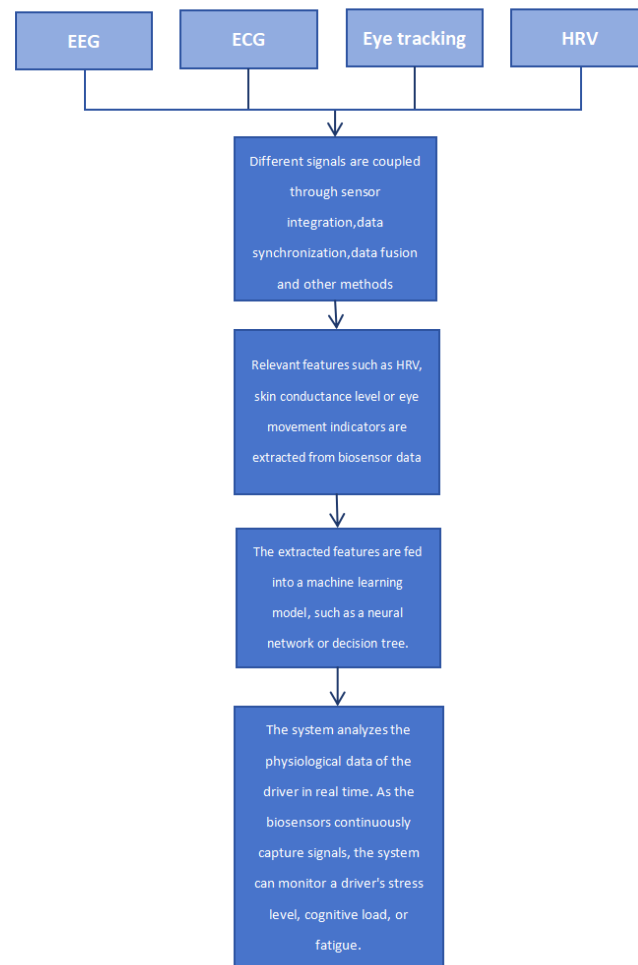 EEG
ECG
Eye tracking
HRV
Different signals are coupled
through sensor
integration,data
synchronization,data fusion
and other methods
Relevant features such as HRV,
skin conductance level or eye
movement indicators are
extracted from biosensor data
The extracted features are fed
into a machine learning
model, such as a neural
network or decision tree.
The system analyzes the
physiological data of the
driver in real time. As the
biosensors continuously
capture signals, the system
can monitor a driver's stress
level, cognitive load, or
fatigue.